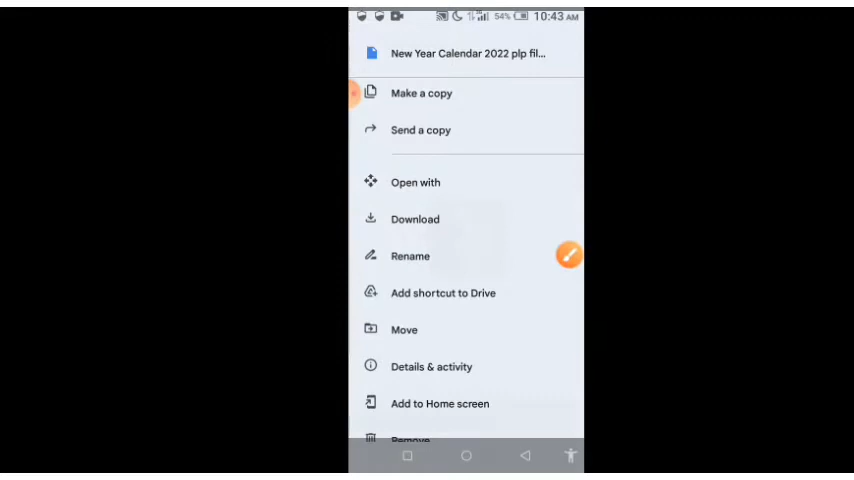 54% 10:43 AM
New Year Calendar 2022 plp fil...
Make a copy
Send a copy
Open with
Download
Rename
Add shortcut to Drive
Move
Details & activity
Add to Home screen
Remove